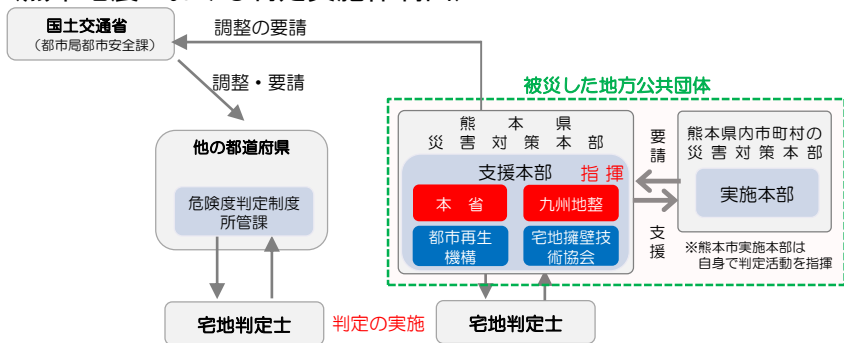 国土交通省
（都市局都市安全課）
調整の要請
調整・要請
被災した地方公共団体
他の都道府県
危険度判定制度
所管課
熊本県
災害対策本部
支援本部 指揮
本省
九州地整
都市再生
機構
宅地擁壁技
術協会
要請
支援
熊本県内市町村の
災害対策本部
実施本部
※熊本市実施本部は
自身で判定活動を指揮
宅地判定士
判定の実施
宅地判定士